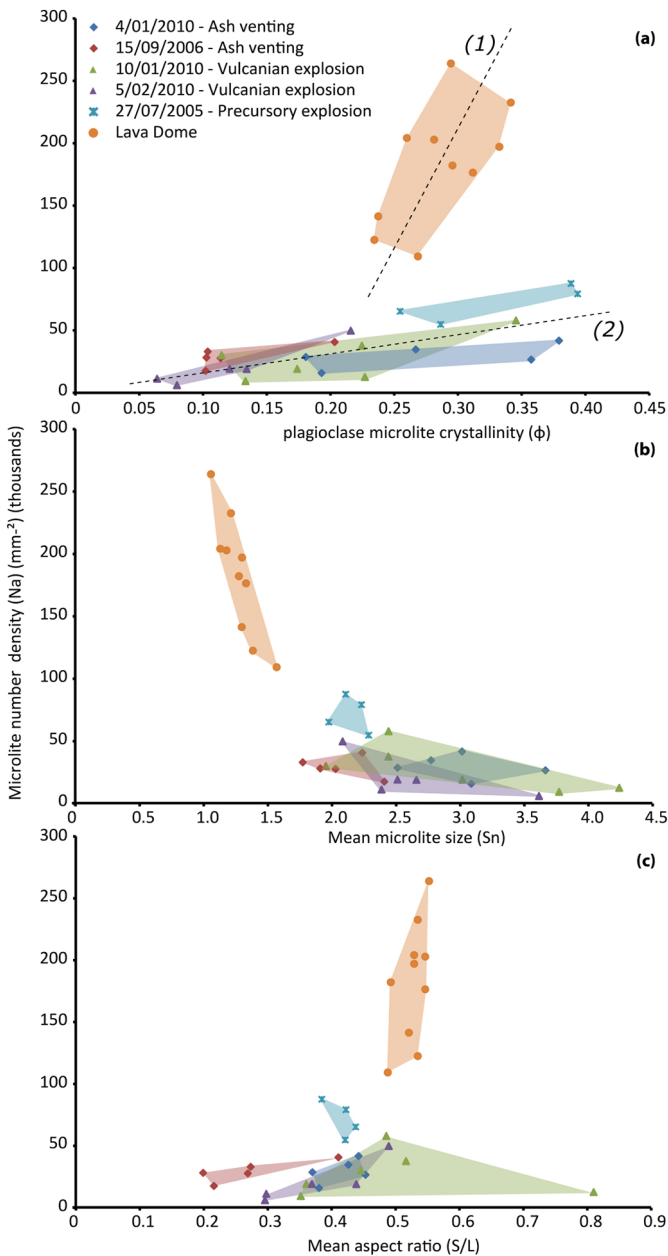 300
4/01/2010 - Ash venting
(a)
15/09/2006 - Ash venting
(1)
10/01/2010 - Vulcanian explosion
250
5/02/2010 - Vulcanian explosion
27/07/2005 - Precursory explosion
Lava Dome
200
150
100
50
(2)
0
0 0.05 0.10 0.15 0.20 0.25 0.30 0.35 0.40 0.45
plagioclase microlite crystallinity (ϕ)
300
(b)
250
200
150
100
50
0
0 0.5 1.0 1.5 2.0 2.5 3.0 3.5 4.0 4.5
Mean microlite size (Sn)
Microlite number density (Na) (mm-²) (thousands)
300
(c)
250
200
150
100
50
0
0 0.1 0.2 0.3 0.4 0.5 0.6 0.7 0.8 0.9
Mean aspect ratio (S/L)